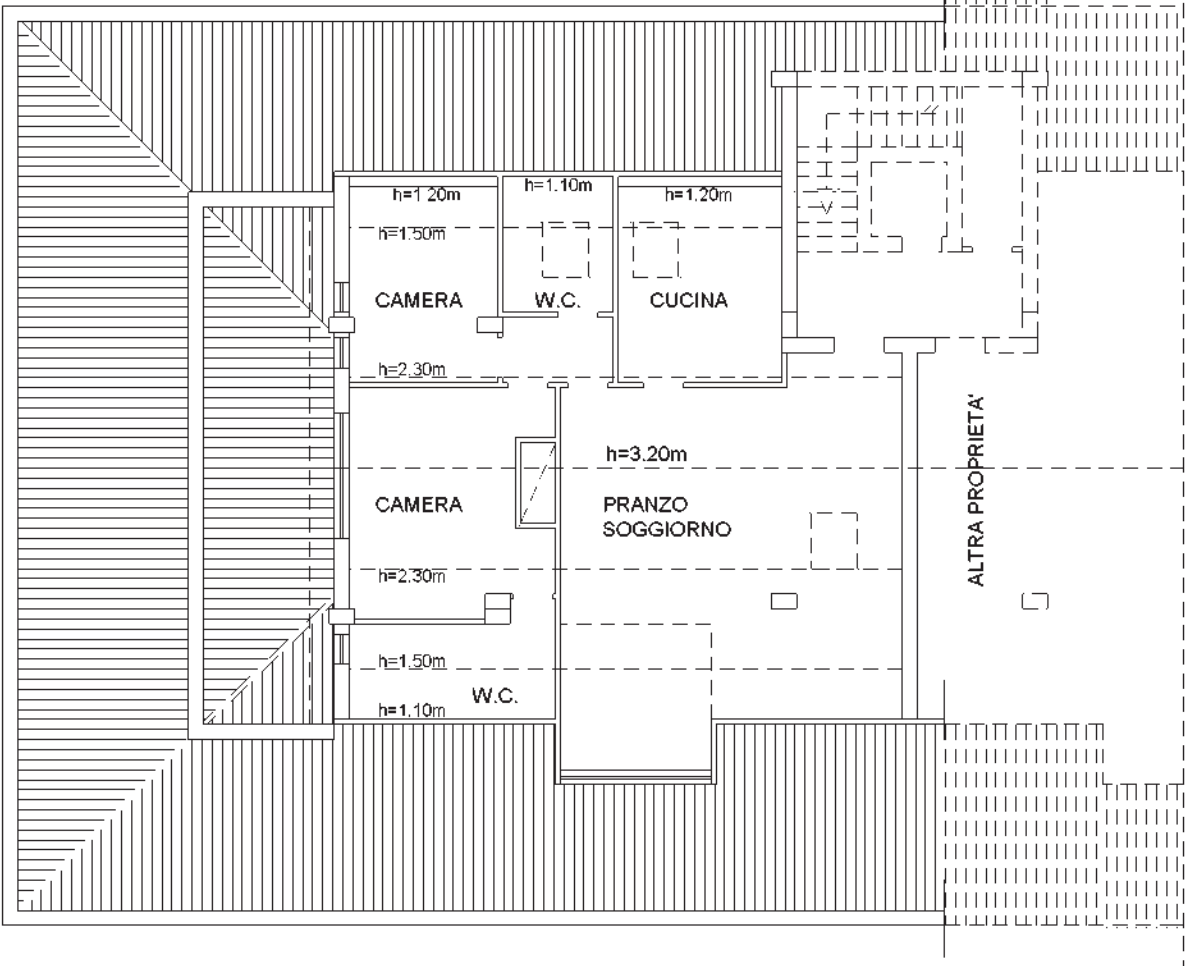 h=1.20m
h=1.10m
h=1.20m
h=1.50m
CAMERA
W.C.
CUCINA
h=2.30m
h=3.20m
CAMERA
PRANZO
SOGGIORNO
ALTRA PROPRIETA'
h=2.30m
h=1.50m
W.C.
h=1.10m